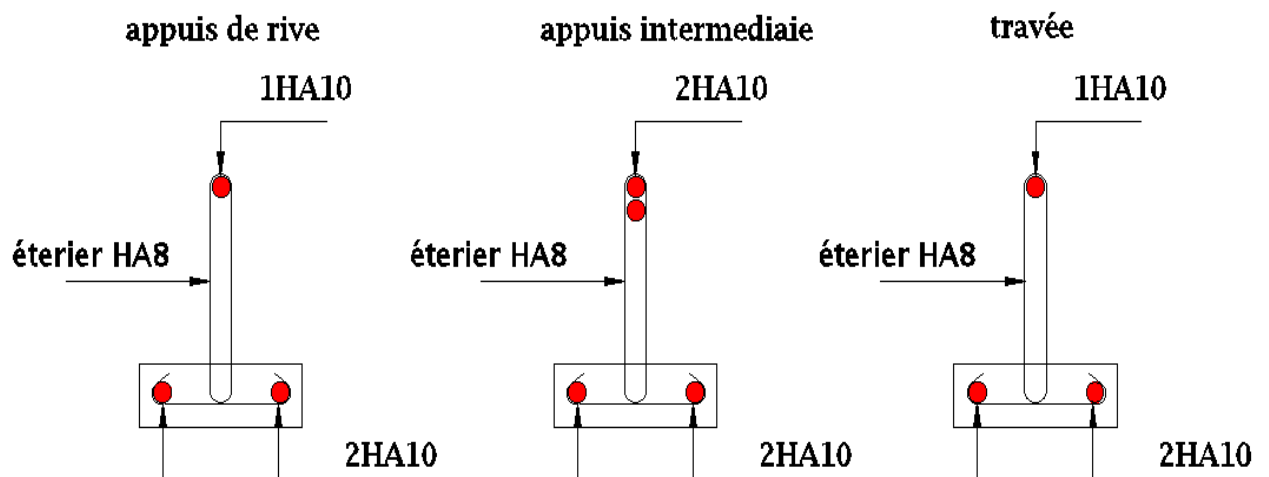 appuis de rive
appuis intermediaie
travée
1HA10
2HA10
1HA10
éterier HA8
éterier HA8
éterier HA8
2HA10
2HA10
2HA10